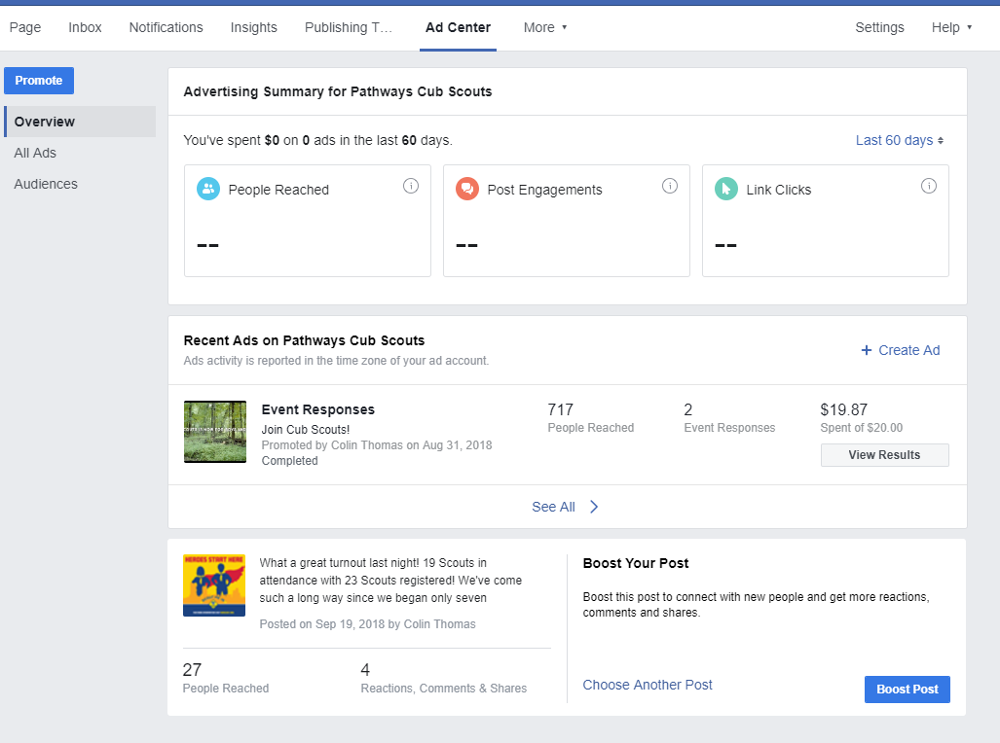 Page Inbox Notifications Insights Publishing T... Ad Center More Settings Help
Promote
Overview
All Ads
Audiences
Advertising Summary for Pathways Cub Scouts
You've spent $0 on 0 ads in the last 60 days. Last 60 days
People Reached
--
Post Engagements
--
Link Clicks
--
Recent Ads on Pathways Cub Scouts
Ads activity is reported in the time zone of your ad account.
+ Create Ad
Event Responses
Join Cub Scouts!
Promoted by Colin Thomas on Aug 31, 2018
Completed
717
People Reached
2
Event Responses
$19.87
Spent of $20.00
View Results
See All
HEROES START HERE
What a great turnout last night! 19 Scouts in
attendance with 23 Scouts registered! We've come
such a long way since we began only seven
Posted on Sep 19, 2018 by Colin Thomas
27
People Reached
4
Reactions, Comments & Shares
Boost Your Post
Boost this post to connect with new people and get more reactions,
comments and shares.
Choose Another Post
Boost Post